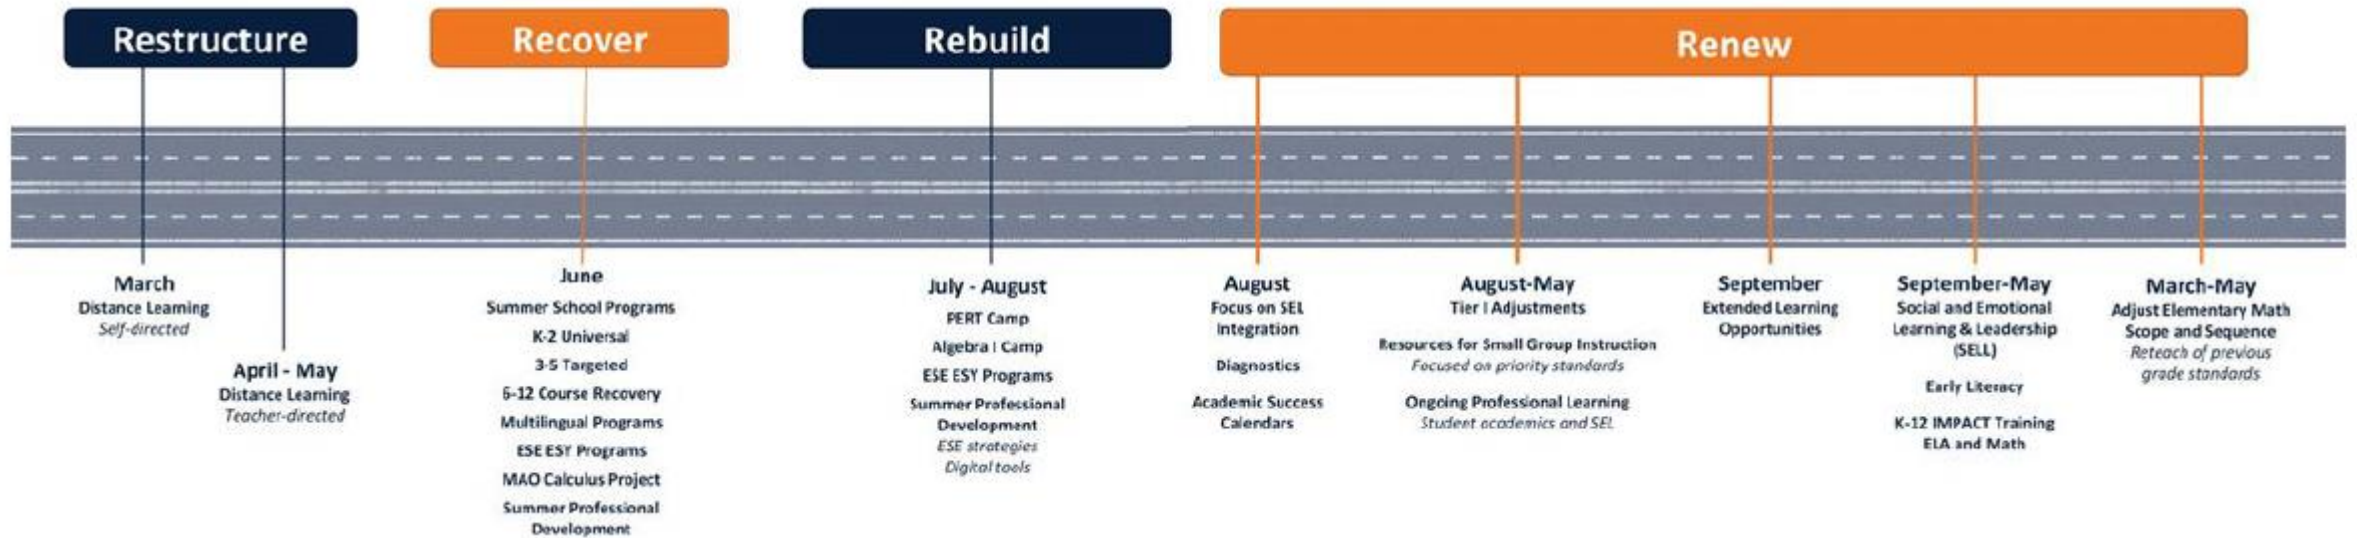 Restructure
Recover
Rebuild
Renew
March
Distance Learning
Self-directed
April - May
Distance Learning
Teacher-directed
June
Summer School Programs
K-2 Universal
3-5 Targeted
6-12 Course Recovery
Multilingual Programs
ESE ESY Programs
MAO Calculus Project
Summer Professional
Development
July - August
PERT Camp
Algebra I Camp
ESE ESY Programs
Summer Professional
Development
ESE strategies
Digital tools
August
Focus on SEL
Integration
Diagnostics
Academic Success
Calendars
August-May
Tier I Adjustments
Resources for Small Group Instruction
Focused on priority standards
Ongoing Professional Learning
Student academics and SEL
September
Extended Learning
Opportunities
September-May
Social and Emotional
Learning & Leadership
(SELL)
Early Literacy
K-12 IMPACT Training
ELA and Math
March-May
Adjust Elementary Math
Scope and Sequence
Reteach of previous
grade standards